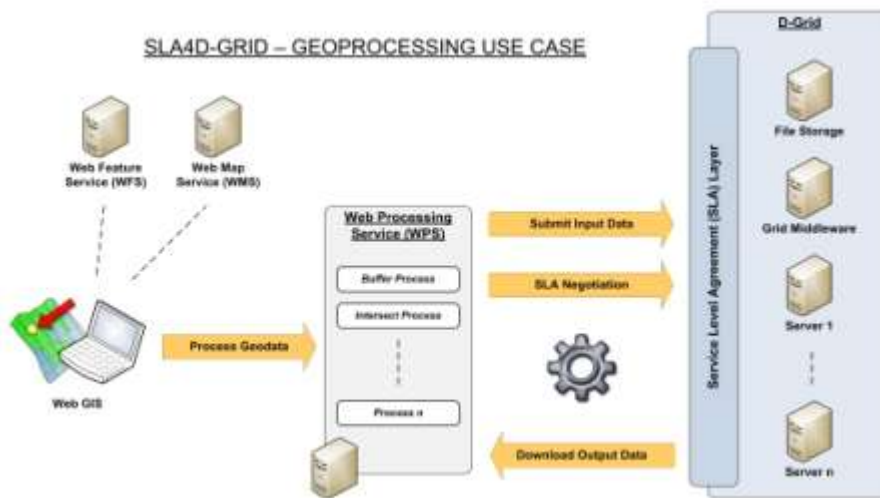 SLA4D-GRID – GEOPROCESSING USE CASE
Web Feature
Service (WFS)
Web Map
Service (WMS)
Web GIS
Process Geodata
Web Processing
Service (WPS)
Buffer Process
Intersect Process
Process n
Submit Input Data
SLA Negotiation
Download Output Data
Service Level Agreement (SLA) Layer
D-Grid
File Storage
Grid Middleware
Server 1
Server n